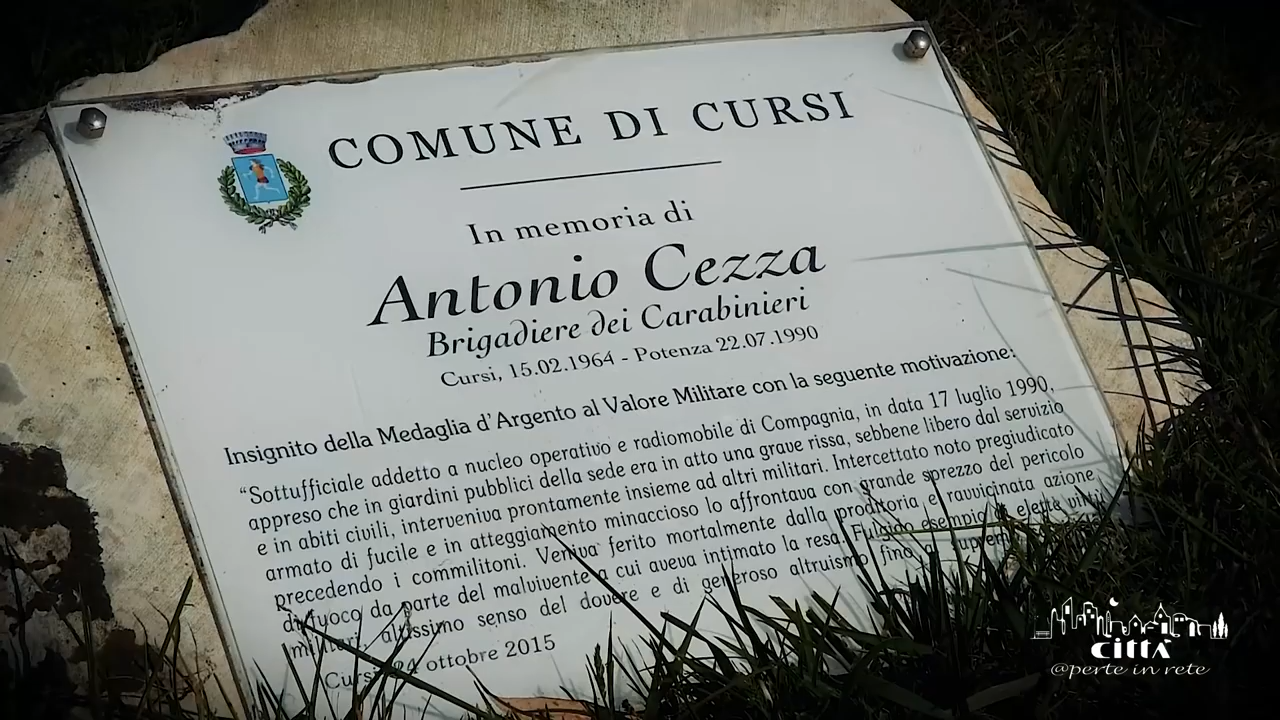 COMUNE DI CURSI
In memoria di
Antonio Cezza
Brigadiere dei Carabinieri
Cursi, 15.02.1964 - Potenza 22.07.1990
Insignito della Medaglia d'Argento al Valore Militare con la seguente motivazione:
“Sottufficiale addetto a nucleo operativo e radiomobile di Compagnia, in data 17 luglio 1990,
appreso che in giardini pubblici della sede era in atto una grave rissa, sebbene libero dal servizio
e in abiti civili, interveniva prontamente insieme ad altri militari. Intercettato noto pregiudicato
armato di fucile e in atteggiamento minaccioso lo affrontava con grande sprezzo del pericolo
precedendo i commilitoni. Veniva ferito mortalmente dalla proditoria e ravvicinata azione
di fuoco da parte del malvivente a cui aveva intimato la resa. Fulgido esempio di elette virtù
militari, altissimo senso del dovere e di generoso altruismo fino al
Cursi, 24 ottobre 2015
CITTÀ
@perte in rete